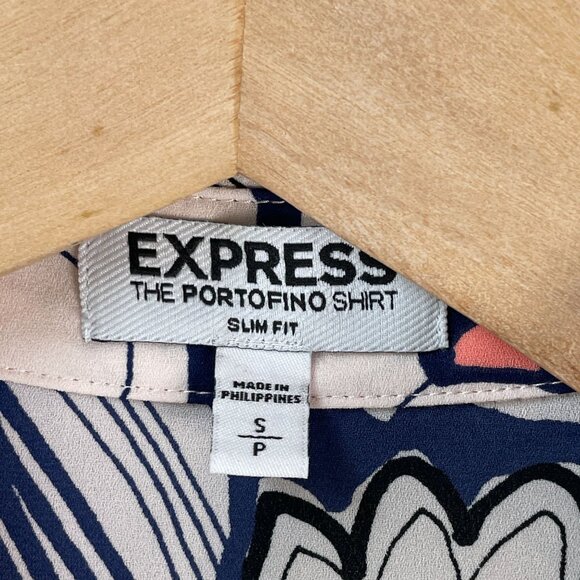 EXPRESS
THE PORTOFINO SHIRT
SLIM FIT
MADE IN
PHILIPPINES
S
P